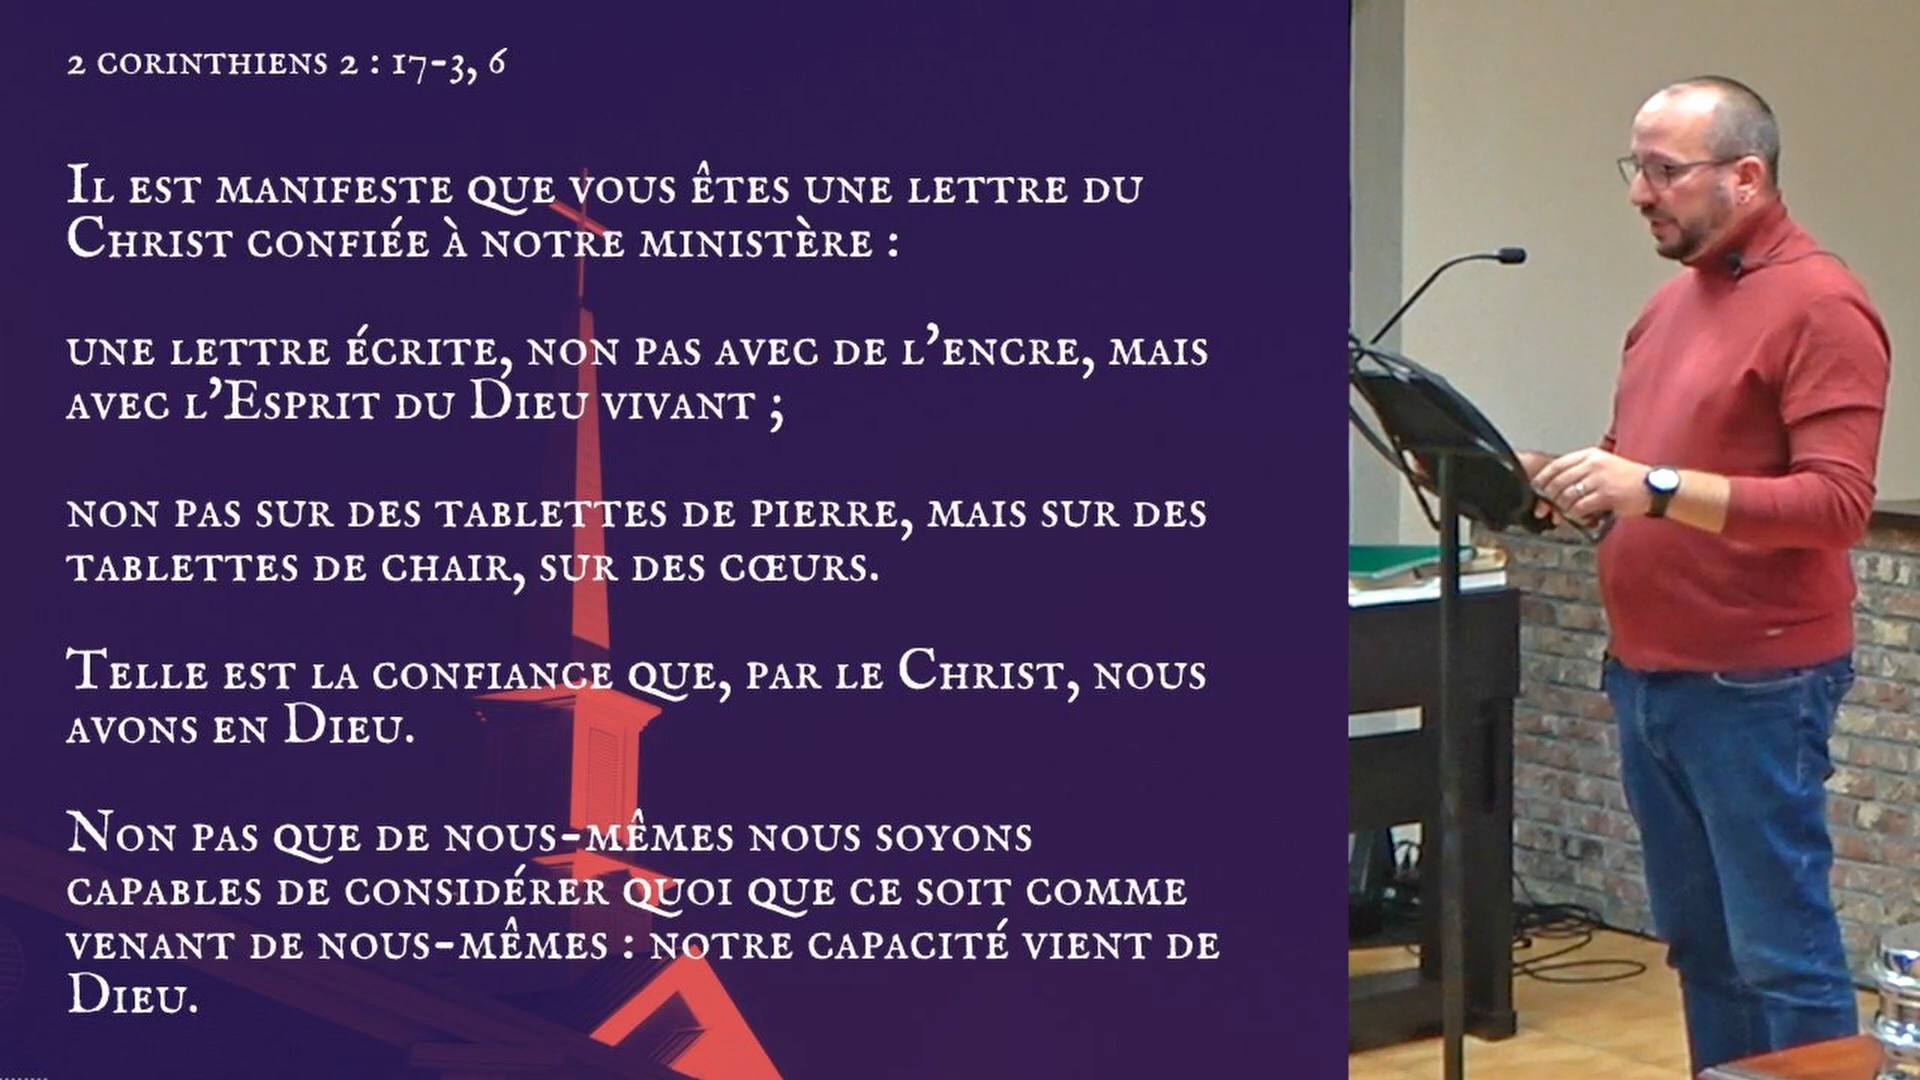 2 corinthiens 2 : 17-3, 6
Il est manifeste que vous êtes une lettre du
Christ confiée à notre ministère :
une lettre écrite, non pas avec de l’encre, mais
avec l’Esprit du Dieu vivant ;
non pas sur des tablettes de pierre, mais sur des
tablettes de chair, sur des cœurs.
Telle est la confiance que, par le Christ, nous
avons en Dieu.
Non pas que de nous-mêmes nous soyons
capables de considérer quoi que ce soit comme
venant de nous-mêmes : notre capacité vient de
Dieu.